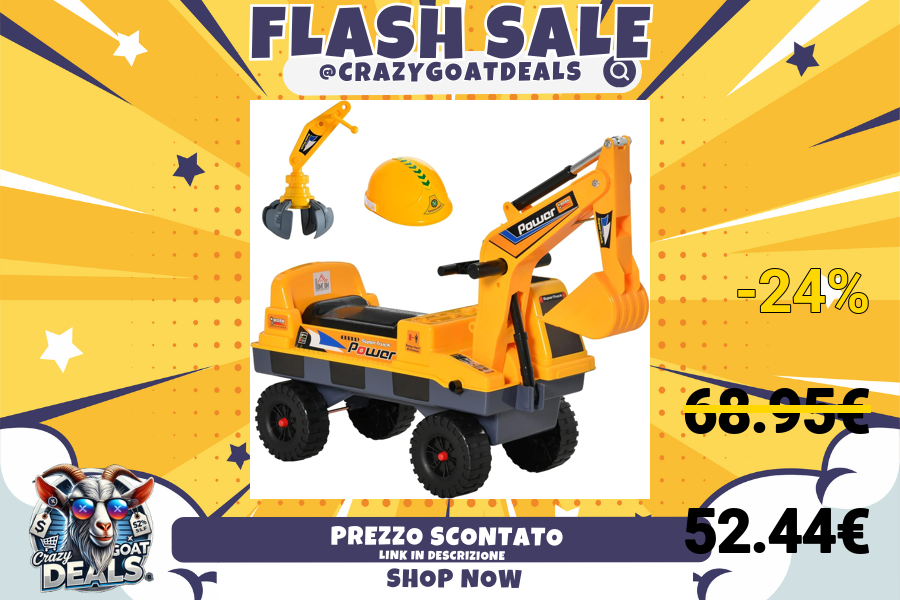 FLASH SALE
@CRAZYGOATDEALS
Power
-24%
Power
68.95€
52.44€
PREZZO SCONTATO
LINK IN DESCRIZIONE
SHOP NOW
$
52%
Crazy
GOAT
DEALS